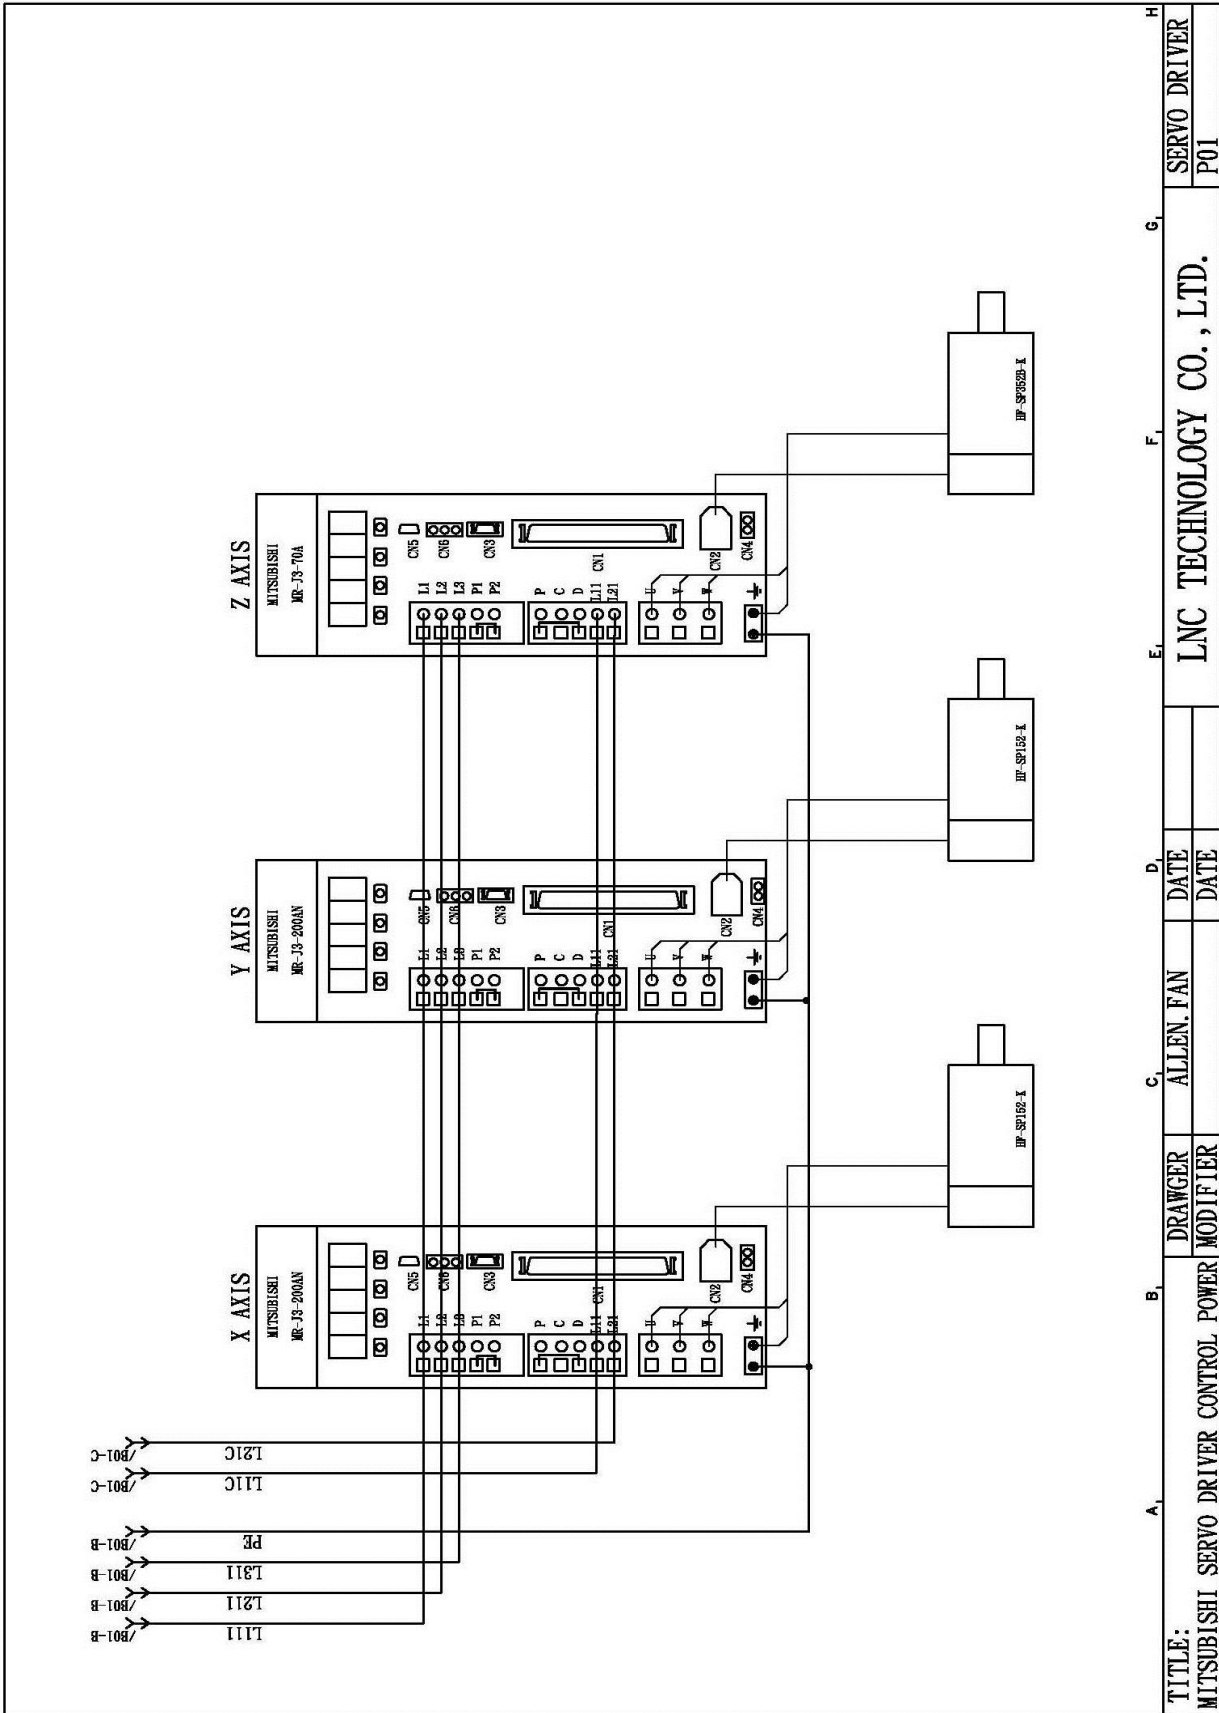 /B01-B
L111
/B01-B
L211
/B01-B
L311
/B01-B
PE
/B01-C
L11C
/B01-C
L21C
X AXIS
MITSUBISHI
MR-J3-200AN
CN5
CN6
CN3
CN1
CN2
CN4
L1
L2
L3
P1
P2
P
C
D
L11
L21
U
V
W
HF-SP152-K
Y AXIS
MITSUBISHI
MR-J3-200AN
CN5
CN6
CN3
CN1
CN2
CN4
L1
L2
L3
P1
P2
P
C
D
L11
L21
U
V
W
HF-SP152-K
Z AXIS
MITSUBISHI
MR-J3-70A
CN5
CN6
CN3
CN1
CN2
CN4
L1
L2
L3
P1
P2
P
C
D
L11
L21
U
V
W
HF-SP352B-K
A B C D E F G H
TITLE:
MITSUBISHI SERVO DRIVER CONTROL POWER
DRAWGER ALLEN.FAN DATE
MODIFIER DATE
LNC TECHNOLOGY CO., LTD.
SERVO DRIVER
P01